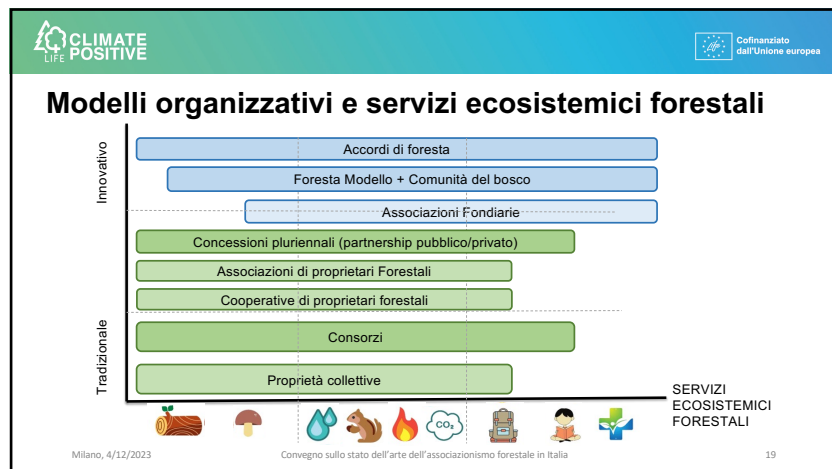 CLIMATE
LIFE POSITIVE
Cofinanziato
dall'Unione europea
Modelli organizzativi e servizi ecosistemici forestali
Innovativo
Accordi di foresta
Foresta Modello + Comunità del bosco
Associazioni Fondiarie
Concessioni pluriennali (partnership pubblico/privato)
Associazioni di proprietari Forestali
Cooperative di proprietari forestali
Tradizionale
Consorzi
Proprietà collettive
CO₂
SERVIZI
ECOSISTEMICI
FORESTALI
Milano, 4/12/2023
Convegno sullo stato dell'arte dell'associazionismo forestale in Italia
19